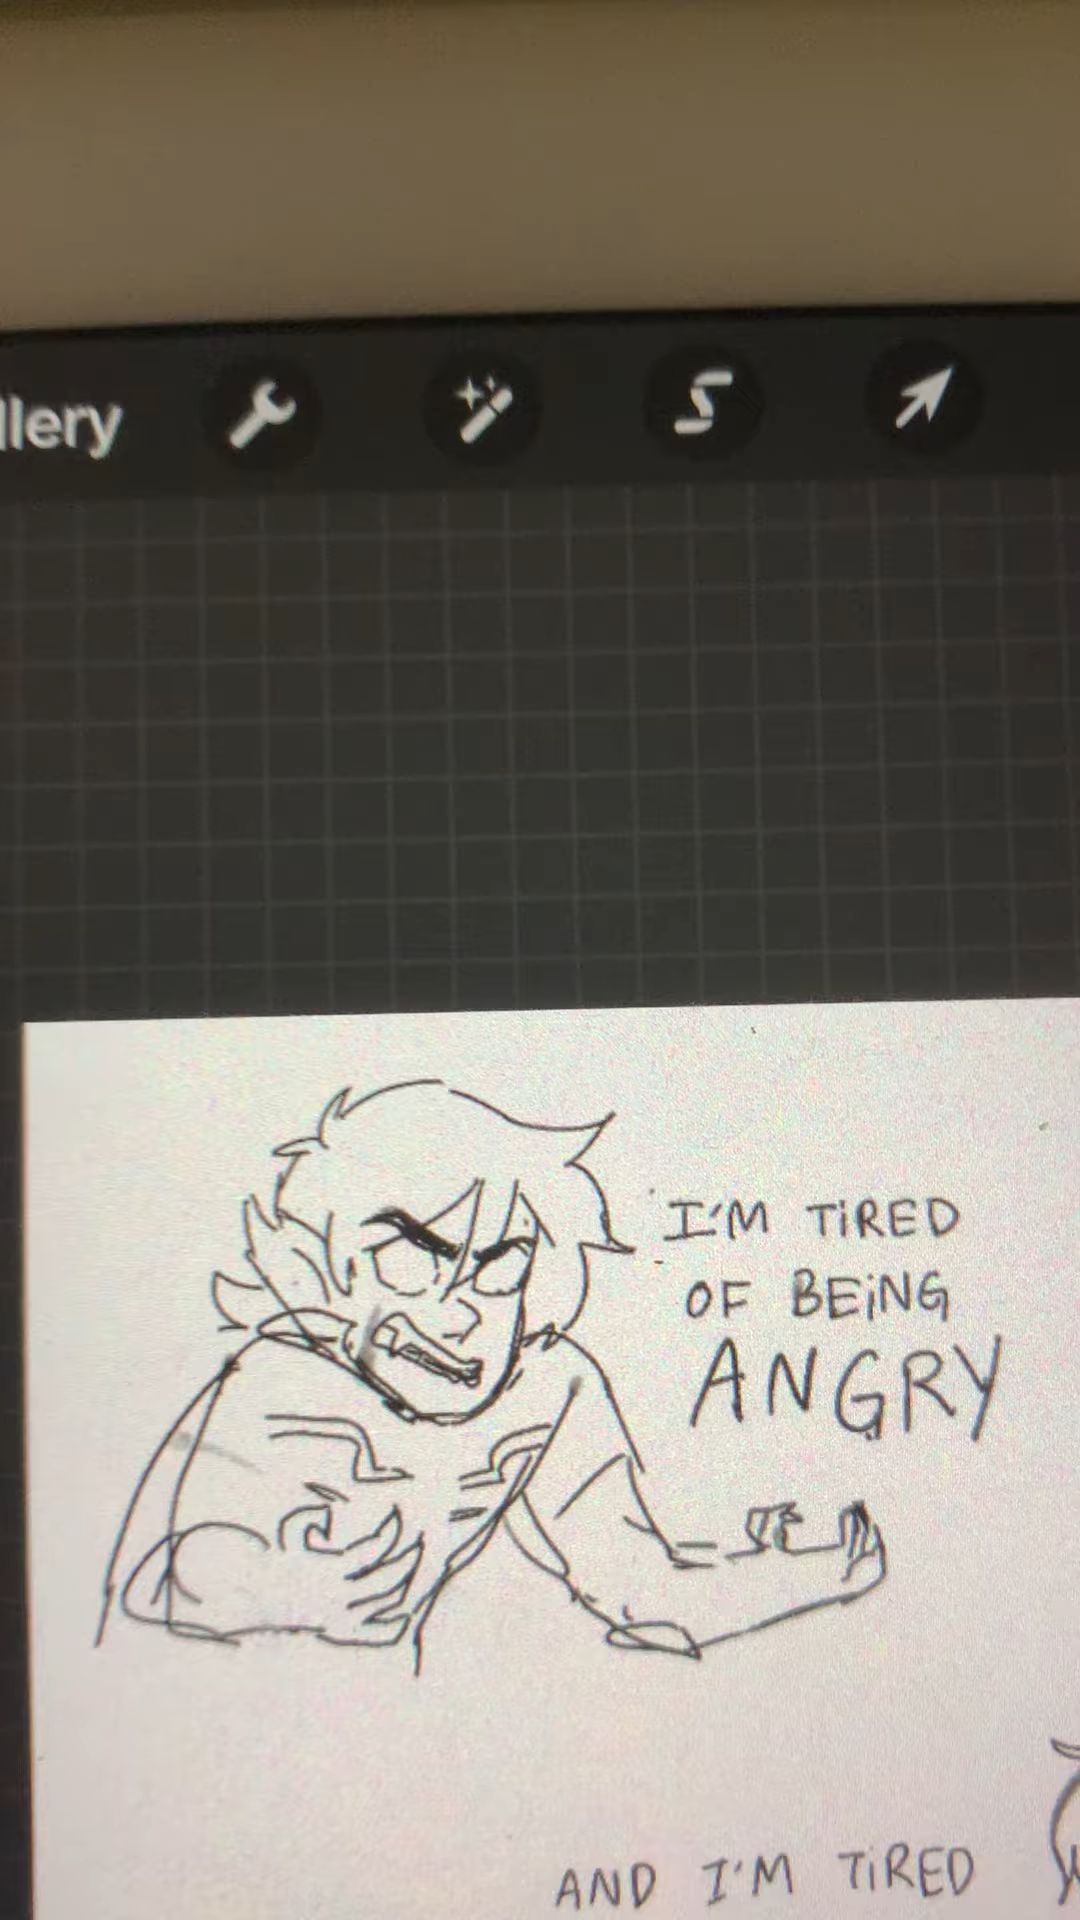 llery
I'M TiRED
OF BEiNG
ANGRY
AND I'M TiRED